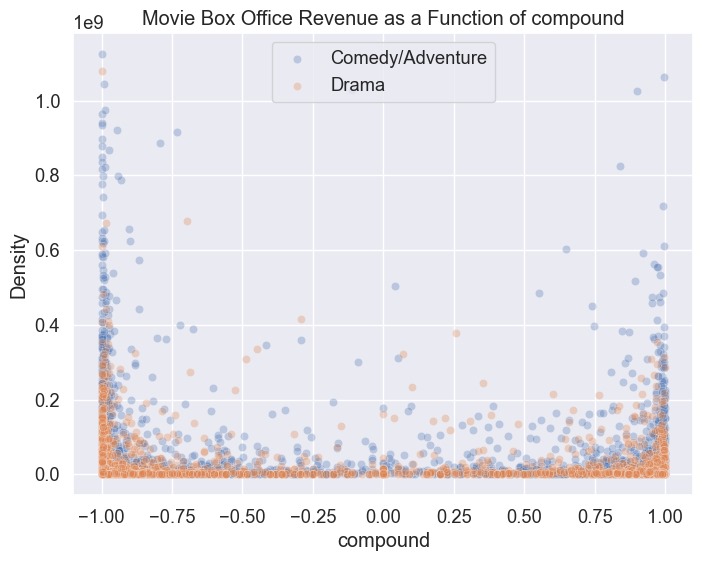 Movie Box Office Revenue as a Function of compound
1e9
Comedy/Adventure
Drama
1.0
0.8
0.6
0.4
0.2
0.0
Density
−1.00 −0.75 −0.50 −0.25 0.00 0.25 0.50 0.75 1.00
compound